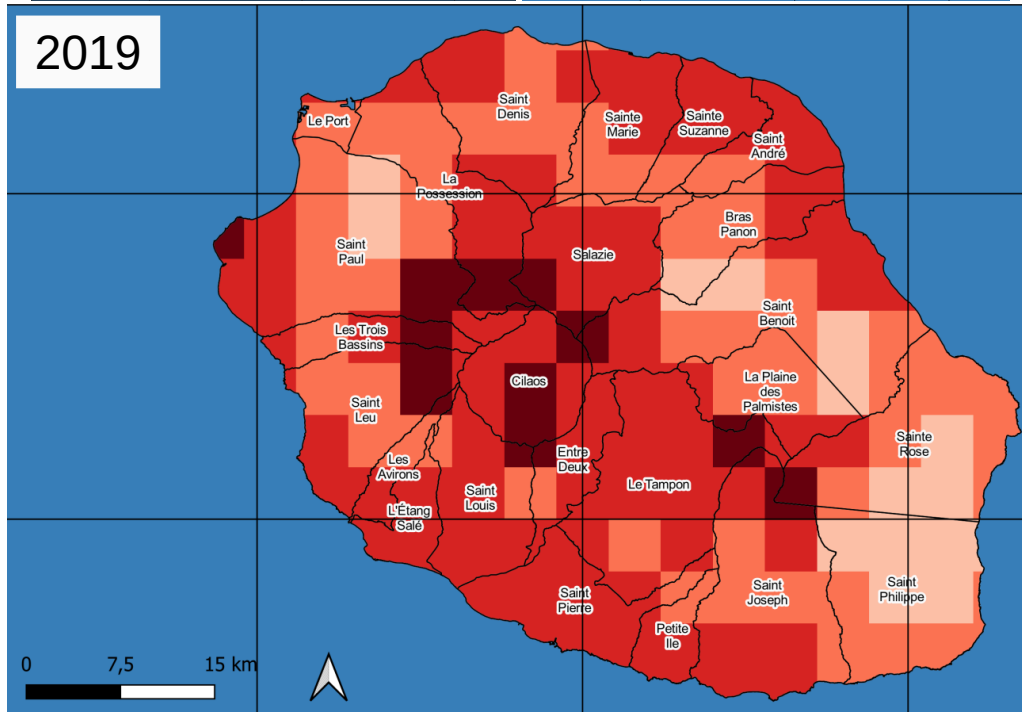 2019
Saint
Denis
Le Port
Sainte
Marie
Sainte
Suzanne
Saint
André
La
Possession
Bras
Panon
Saint
Paul
Salazie
Saint
Benoit
Les Trois
Bassins
Cilaos
La Plaine
des
Palmistes
Saint
Leu
Sainte
Rose
Entre
Deux
Les
Avirons
Le Tampon
Saint
Louis
L'Étang
Salé
Saint
Pierre
Saint
Joseph
Saint
Philippe
Petite
Ile
0 7,5 15 km